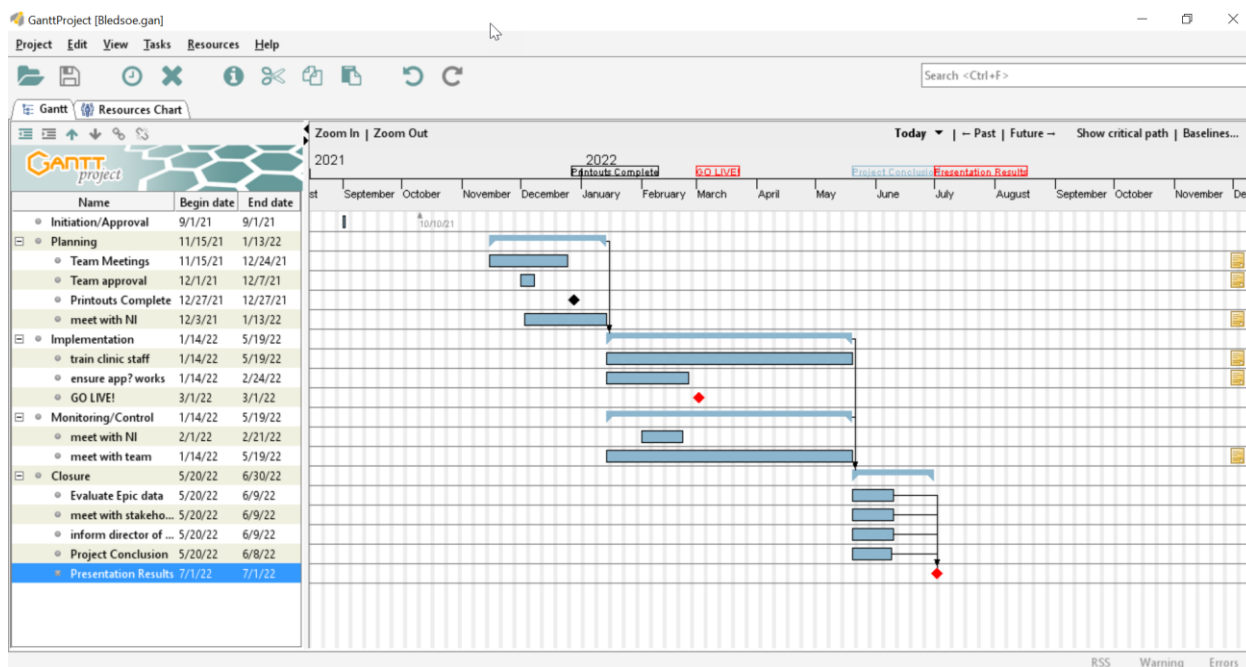 GanttProject [Bledsoe.gan]
Project Edit View Tasks Resources Help
Search <Ctrl+F>
Gantt Resources Chart
Zoom In | Zoom Out Today ▼ | ← Past | Future → Show critical path | Baselines...
GANTT project
2021 2022
Printouts Complete GO LIVE! Project Conclusio Presentation Results
st September October November December January February March April May June July August September October November De
Name Begin date End date
Initiation/Approval 9/1/21 9/1/21 10/10/21
Planning 11/15/21 1/13/22
Team Meetings 11/15/21 12/24/21
Team approval 12/1/21 12/7/21
Printouts Complete 12/27/21 12/27/21
meet with NI 12/3/21 1/13/22
Implementation 1/14/22 5/19/22
train clinic staff 1/14/22 5/19/22
ensure app? works 1/14/22 2/24/22
GO LIVE! 3/1/22 3/1/22
Monitoring/Control 1/14/22 5/19/22
meet with NI 2/1/22 2/21/22
meet with team 1/14/22 5/19/22
Closure 5/20/22 6/30/22
Evaluate Epic data 5/20/22 6/9/22
meet with stakeho... 5/20/22 6/9/22
inform director of ... 5/20/22 6/9/22
Project Conclusion 5/20/22 6/8/22
Presentation Results 7/1/22 7/1/22
RSS Warning Errors